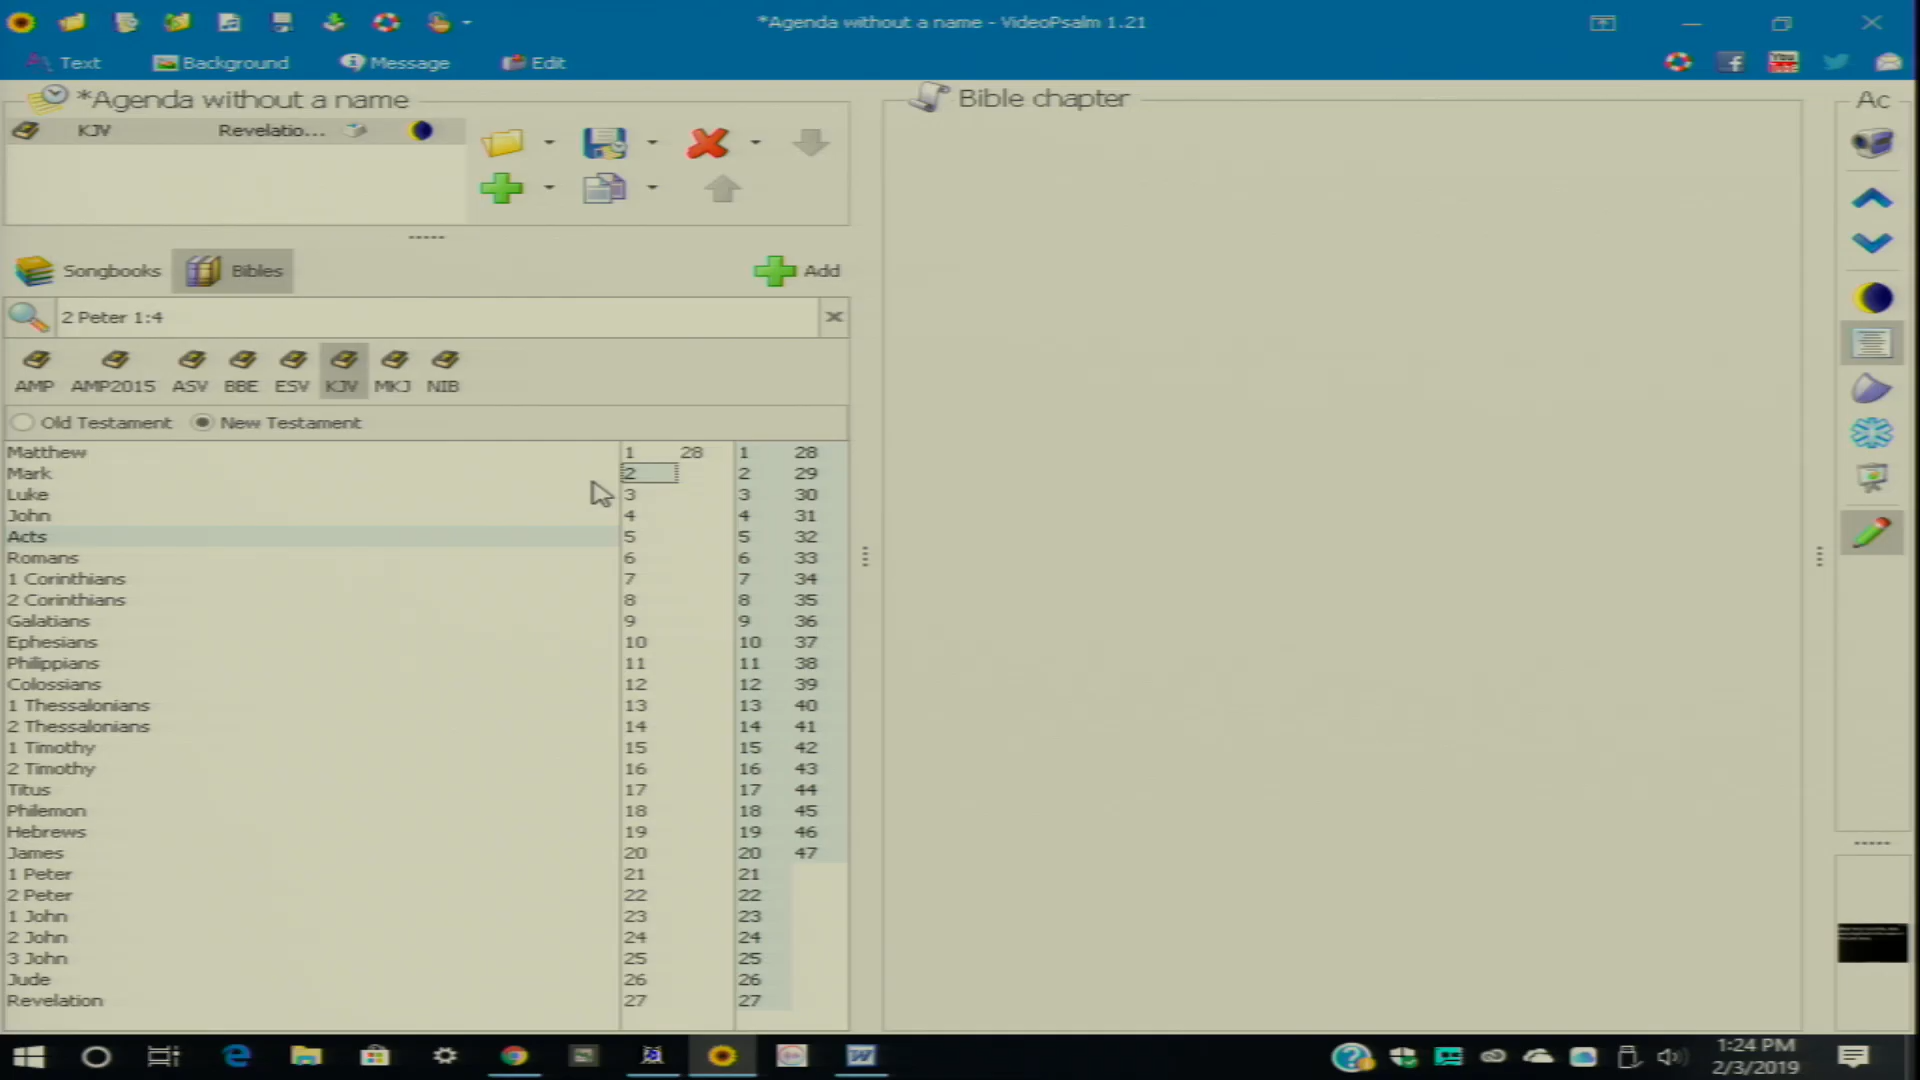 *Agenda without a name - VideoPsalm 1.21
Text Background Message Edit
*Agenda without a name
KJV Revelatio...
Bible chapter
Ac
Songbooks Bibles Add
2 Peter 1:4
AMP AMP2015 ASV BBE ESV KJV MKJ NIB
Old Testament New Testament
Matthew 1 28 1 28
Mark 2 2 29
Luke 3 3 30
John 4 4 31
Acts 5 5 32
Romans 6 6 33
1 Corinthians 7 7 34
2 Corinthians 8 8 35
Galatians 9 9 36
Ephesians 10 10 37
Philippians 11 11 38
Colossians 12 12 39
1 Thessalonians 13 13 40
2 Thessalonians 14 14 41
1 Timothy 15 15 42
2 Timothy 16 16 43
Titus 17 17 44
Philemon 18 18 45
Hebrews 19 19 46
James 20 20 47
1 Peter 21 21
2 Peter 22 22
1 John 23 23
2 John 24 24
3 John 25 25
Jude 26 26
Revelation 27 27
You
Tube
1:24 PM
2/3/2019